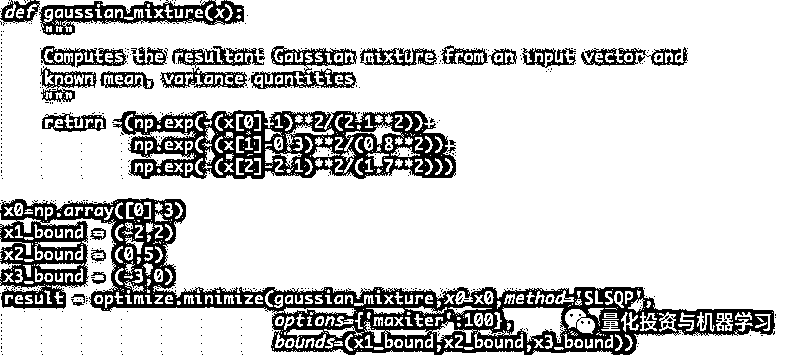 def gaussian_mixture(x):
"""
Computes the resultant Gaussian mixture from an input vector and
known mean, variance quantities
"""
return -(np.exp(-(x[0]-1)**2/(2.1**2))+
np.exp(-(x[1]-0.3)**2/(0.8**2))+
np.exp(-(x[2]-2.1)**2/(1.7**2)))
x0=np.array([0]*3)
x1_bound = (-2,2)
x2_bound = (0,5)
x3_bound = (-3,0)
result = optimize.minimize(gaussian_mixture,x0=x0,method='SLSQP',
options={'maxiter':100},
量化投资与机器学习
bounds=(x1_bound,x2_bound,x3_bound))